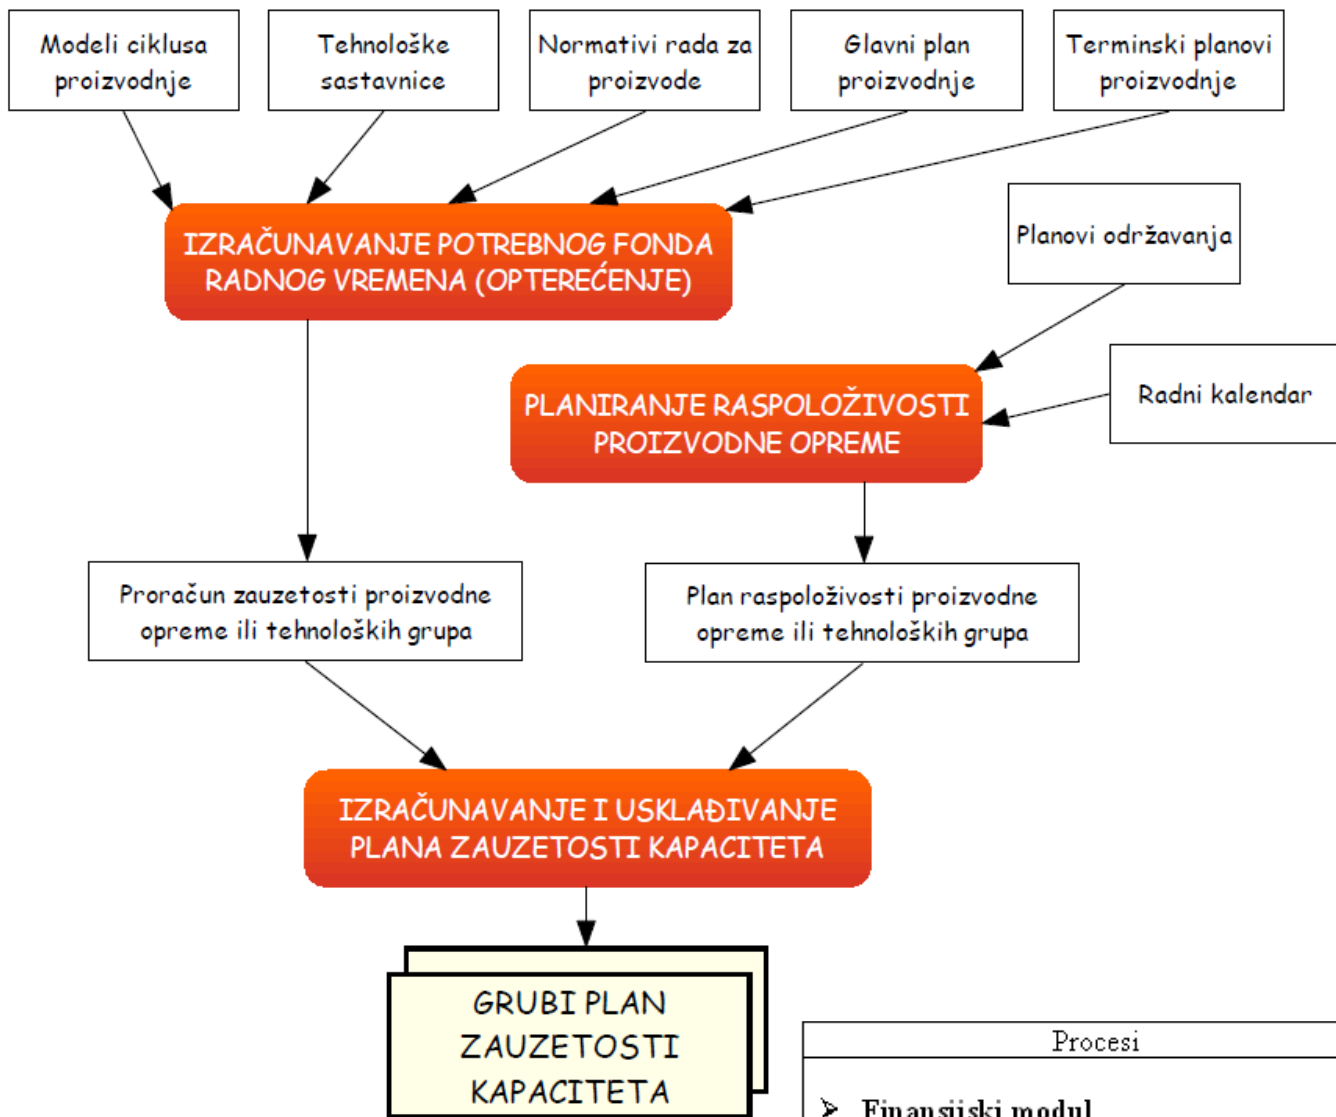 Modeli ciklusa
proizvodnje
Tehnološke
sastavnice
Normativi rada za
proizvode
Glavni plan
proizvodnje
Terminski planovi
proizvodnje
IZRAČUNAVANJE POTREBNOG FONDA
RADNOG VREMENA (OPTEREĆENJE)
Planovi održavanja
PLANIRANJE RASPOLOŽIVOSTI
PROIZVODNE OPREME
Radni kalendar
Proračun zauzetosti proizvodne
opreme ili tehnoloških grupa
Plan raspoloživosti proizvodne
opreme ili tehnoloških grupa
IZRAČUNAVANJE I USKLAĐIVANJE
PLANA ZAUZETOSTI KAPACITETA
GRUBI PLAN
ZAUZETOSTI
KAPACITETA
Procesi
➢ Finansijski modul